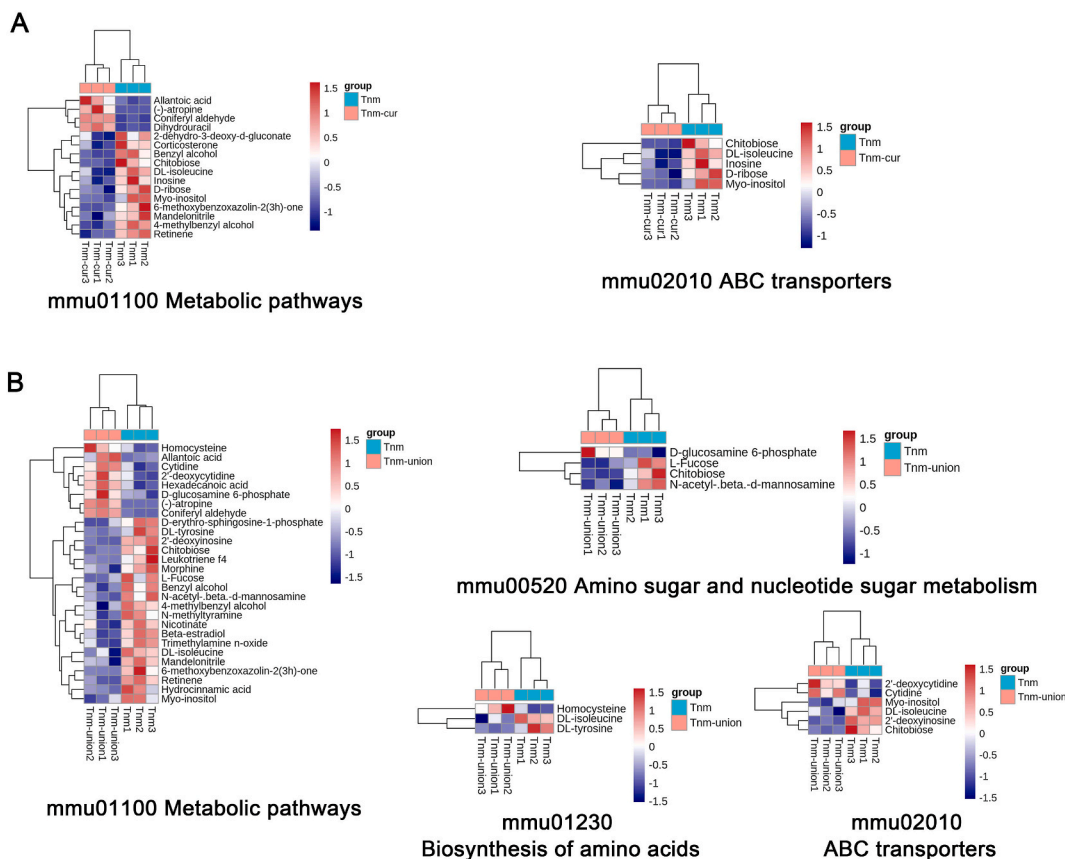 A
group
Tnm
Tnm-cur
1.5
1
0.5
0
-0.5
-1
Allantoic acid
(-)-atropine
Coniferyl aldehyde
Dihydrouracil
2-dehydro-3-deoxy-d-gluconate
Corticosterone
Benzyl alcohol
Chitobiose
DL-isoleucine
Inosine
D-ribose
Myo-inositol
6-methoxybenzoxazolin-2(3h)-one
Mandelonitrile
4-methylbenzyl alcohol
Retinene
Tnm-cur3
Tnm-cur1
Tnm-cur2
Tnm3
Tnm1
Tnm2
mmu01100 Metabolic pathways
group
Tnm
Tnm-cur
1.5
1
0.5
0
-0.5
-1
Chitobiose
DL-isoleucine
Inosine
D-ribose
Myo-inositol
Tnm-cur3
Tnm-cur1
Tnm-cur2
Tnm3
Tnm1
Tnm2
mmu02010 ABC transporters
B
group
Tnm
Tnm-union
1.5
1
0.5
0
-0.5
-1
-1.5
Homocysteine
Allantoic acid
Cytidine
2'-deoxycytidine
Hexadecanoic acid
D-glucosamine 6-phosphate
(-)-atropine
Coniferyl aldehyde
D-erythro-sphingosine-1-phosphate
DL-tyrosine
2'-deoxyinosine
Chitobiose
Leukotriene f4
Morphine
L-Fucose
Benzyl alcohol
N-acetyl-.beta.-d-mannosamine
4-methylbenzyl alcohol
N-methyltyramine
Nicotinate
Beta-estradiol
Trimethylamine n-oxide
DL-isoleucine
Mandelonitrile
6-methoxybenzoxazolin-2(3h)-one
Retinene
Hydrocinnamic acid
Myo-inositol
Tnm-union2
Tnm-union1
Tnm-union3
Tnm1
Tnm2
Tnm3
mmu01100 Metabolic pathways
group
Tnm
Tnm-union
1.5
1
0.5
0
-0.5
-1
D-glucosamine 6-phosphate
L-Fucose
Chitobiose
N-acetyl-.beta.-d-mannosamine
Tnm-union1
Tnm-union2
Tnm-union3
Tnm2
Tnm1
Tnm3
mmu00520 Amino sugar and nucleotide sugar metabolism
group
Tnm
Tnm-union
1.5
1
0.5
0
-0.5
-1
-1.5
Homocysteine
DL-isoleucine
DL-tyrosine
Tnm-union3
Tnm-union1
Tnm-union2
Tnm1
Tnm2
Tnm3
mmu01230
Biosynthesis of amino acids
group
Tnm
Tnm-union
1.5
1
0.5
0
-0.5
-1
-1.5
2'-deoxycytidine
Cytidine
Myo-inositol
DL-isoleucine
2'-deoxyinosine
Chitobiose
Tnm-union1
Tnm-union2
Tnm-union3
Tnm3
Tnm1
Tnm2
mmu02010
ABC transporters